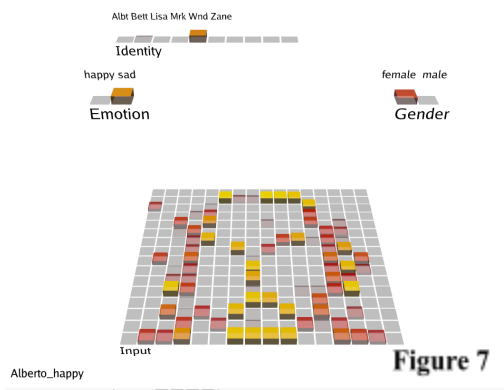 Albt Bett Lisa Mrk Wnd Zane
Identity
happy sad
female male
Emotion
Gender
Input
Figure 7
Alberto_happy